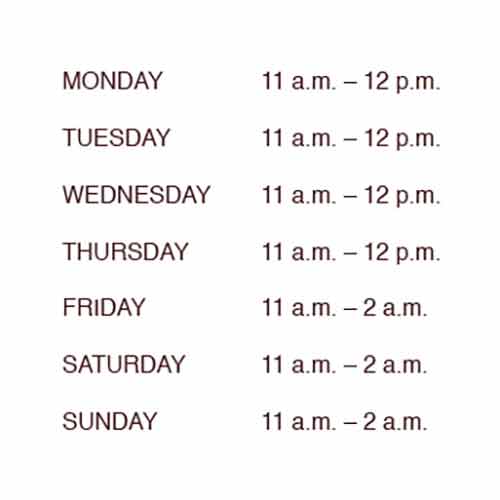 MONDAY 11 a.m. – 12 p.m.
TUESDAY 11 a.m. – 12 p.m.
WEDNESDAY 11 a.m. – 12 p.m.
THURSDAY 11 a.m. – 12 p.m.
FRIDAY 11 a.m. – 2 a.m.
SATURDAY 11 a.m. – 2 a.m.
SUNDAY 11 a.m. – 2 a.m.